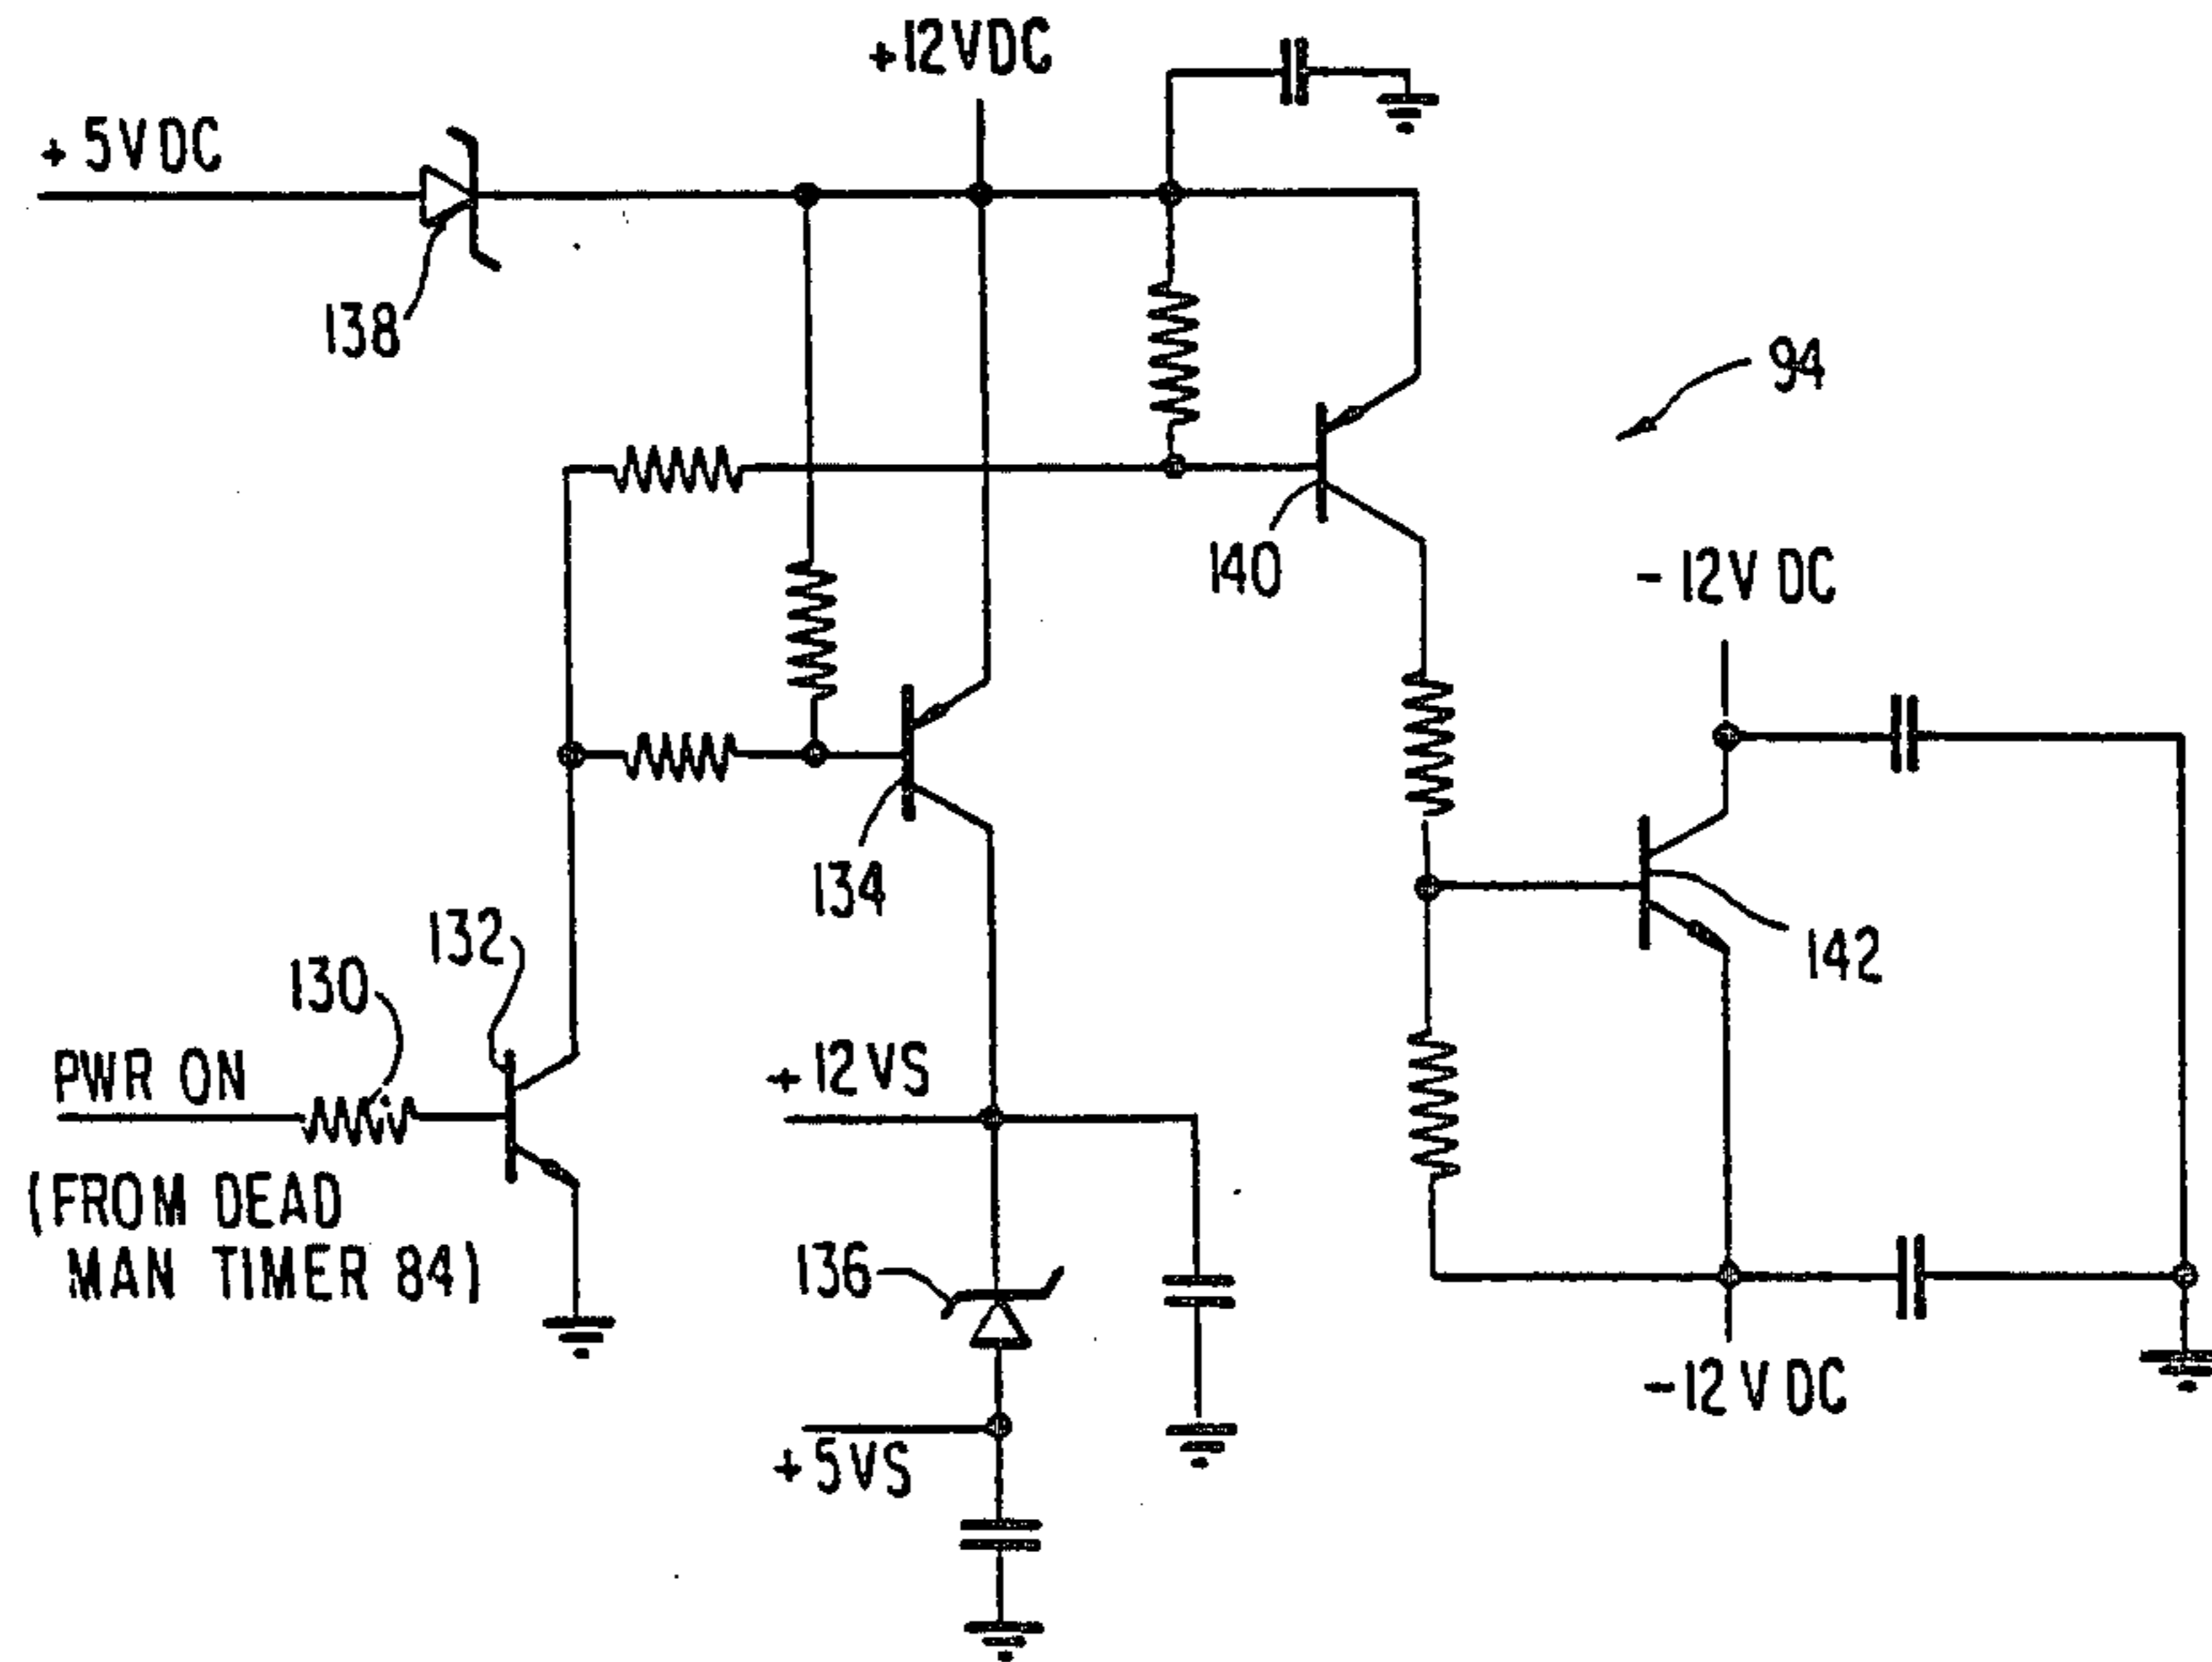 +12VDC
+5VDC
138
94
140
-12V DC
134
132
142
130
+12VS
PWR ON
(FROM DEAD
MAN TIMER 84)
136
-12V DC
+5VS